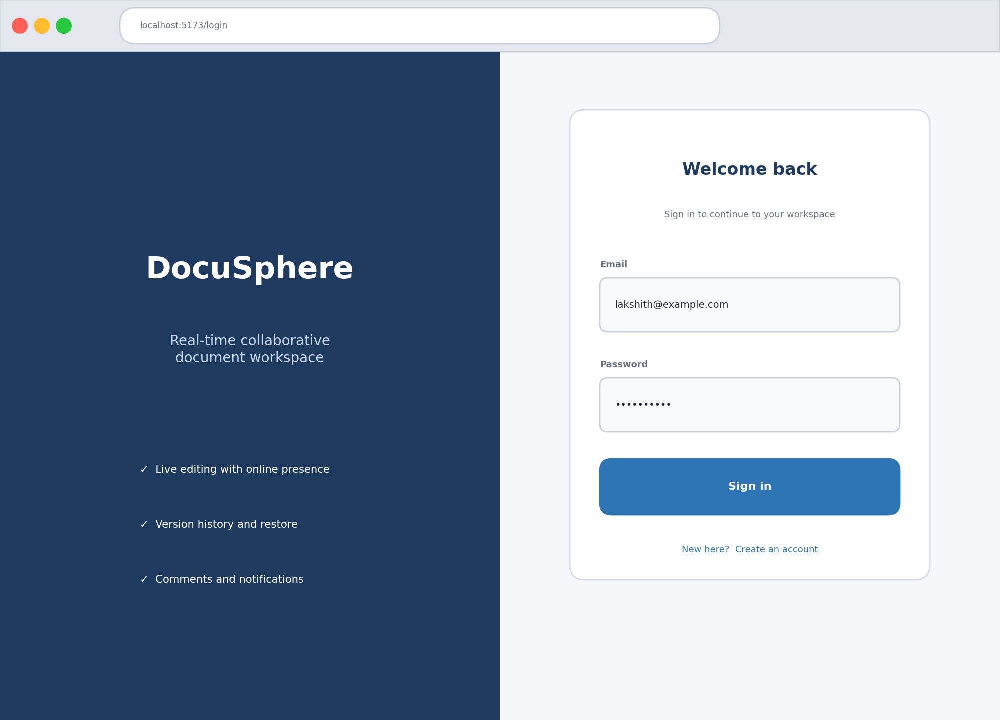 localhost:5173/login
DocuSphere
Real-time collaborative
document workspace
✓ Live editing with online presence
✓ Version history and restore
✓ Comments and notifications
Welcome back
Sign in to continue to your workspace
Email
lakshith@example.com
Password
••••••••••
Sign in
New here? Create an account